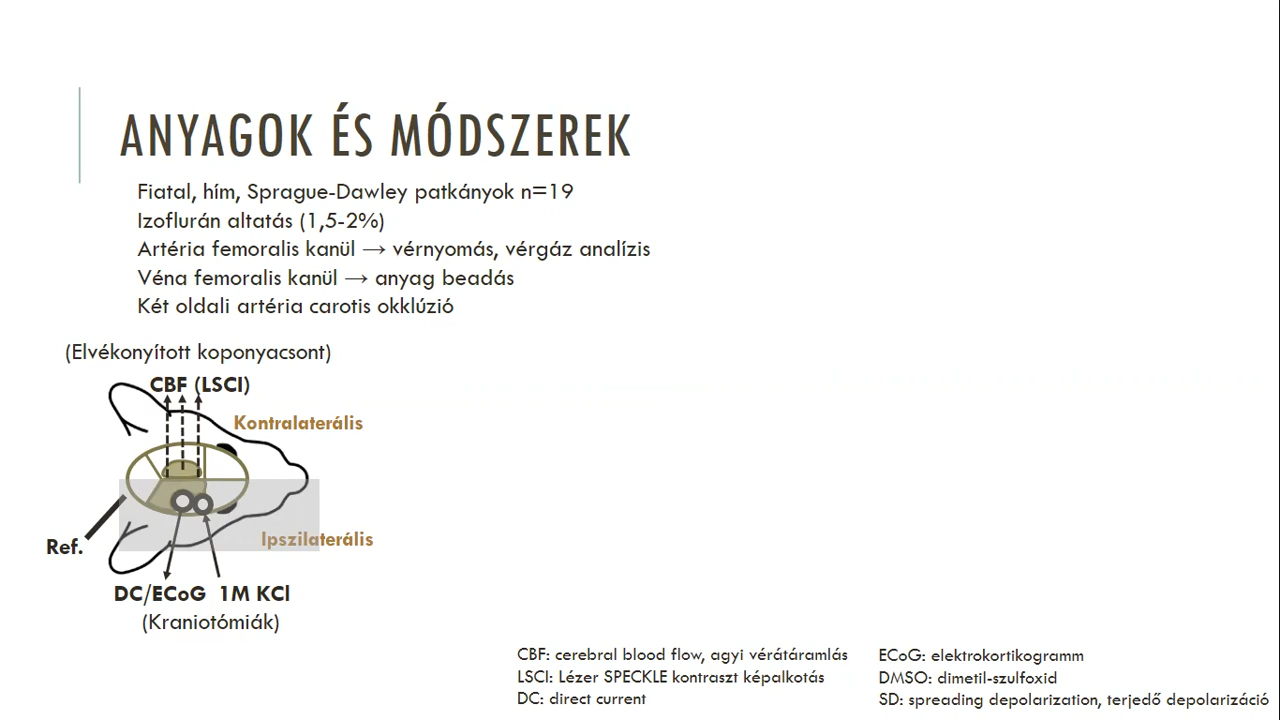 ANYAGOK ÉS MÓDSZEREK
Fiatal, hím, Sprague-Dawley patkányok n=19
Izoflurán altatás (1,5-2%)
Artéria femoralis kanül → vérnyomás, vérgáz analízis
Véna femoralis kanül → anyag beadás
Két oldali artéria carotis okklúzió
(Elvékonyított koponyacsont)
CBF (LSCI)
Kontralaterális
Ipszilaterális
Ref.
DC/ECoG 1M KCl
(Kraniotómiák)
CBF: cerebral blood flow, agyi vérátáramlás
LSCI: Lézer SPECKLE kontraszt képalkotás
DC: direct current
ECoG: elektrokortikogramm
DMSO: dimetil-szulfoxid
SD: spreading depolarization, terjedő depolarizáció